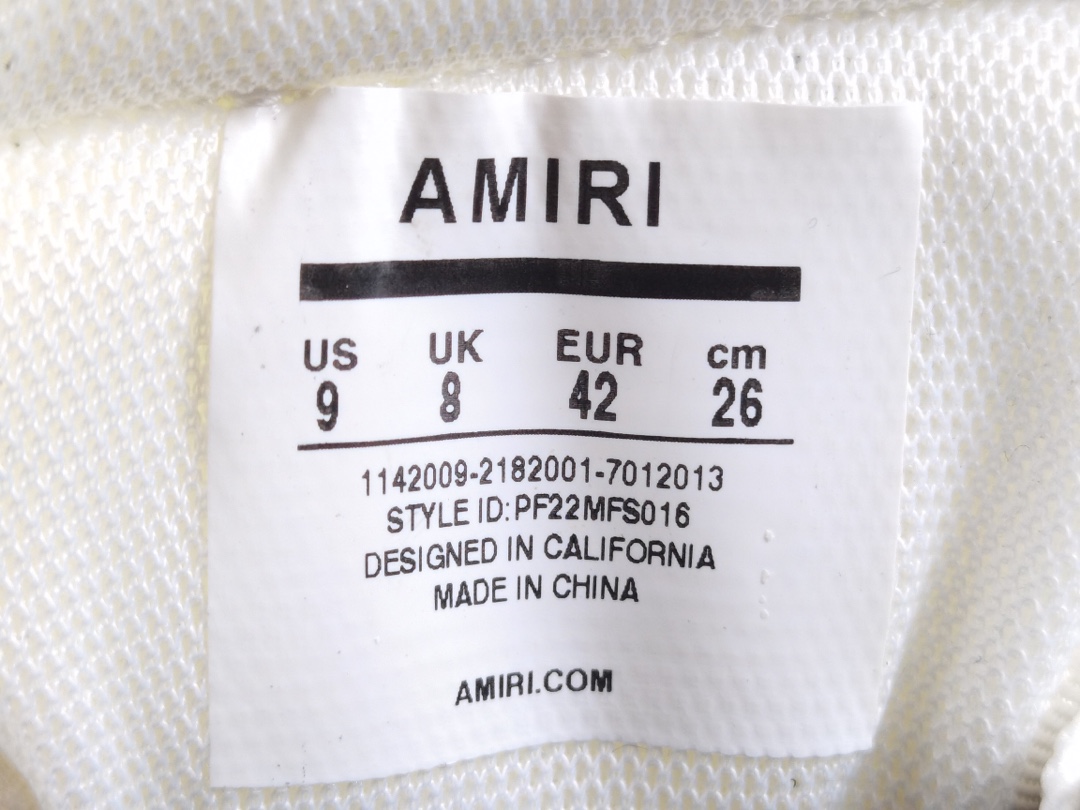 AMIRI
US UK EUR cm
9 8 42 26
1142009-2182001-7012013
STYLE ID:PF22MFS016
DESIGNED IN CALIFORNIA
MADE IN CHINA
AMIRI.COM